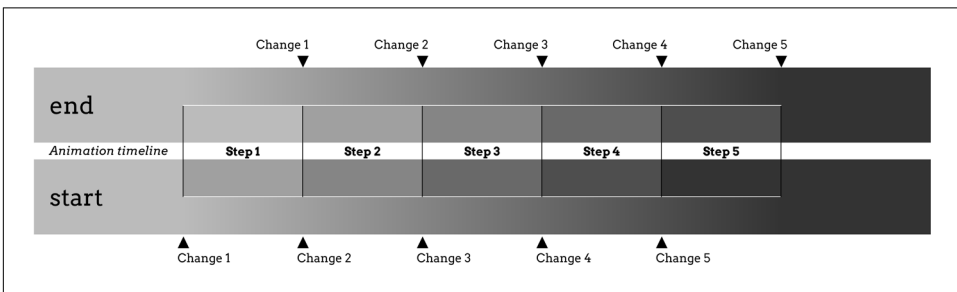 Change 1 Change 2 Change 3 Change 4 Change 5
end
Animation timeline Step 1 Step 2 Step 3 Step 4 Step 5
start
Change 1 Change 2 Change 3 Change 4 Change 5